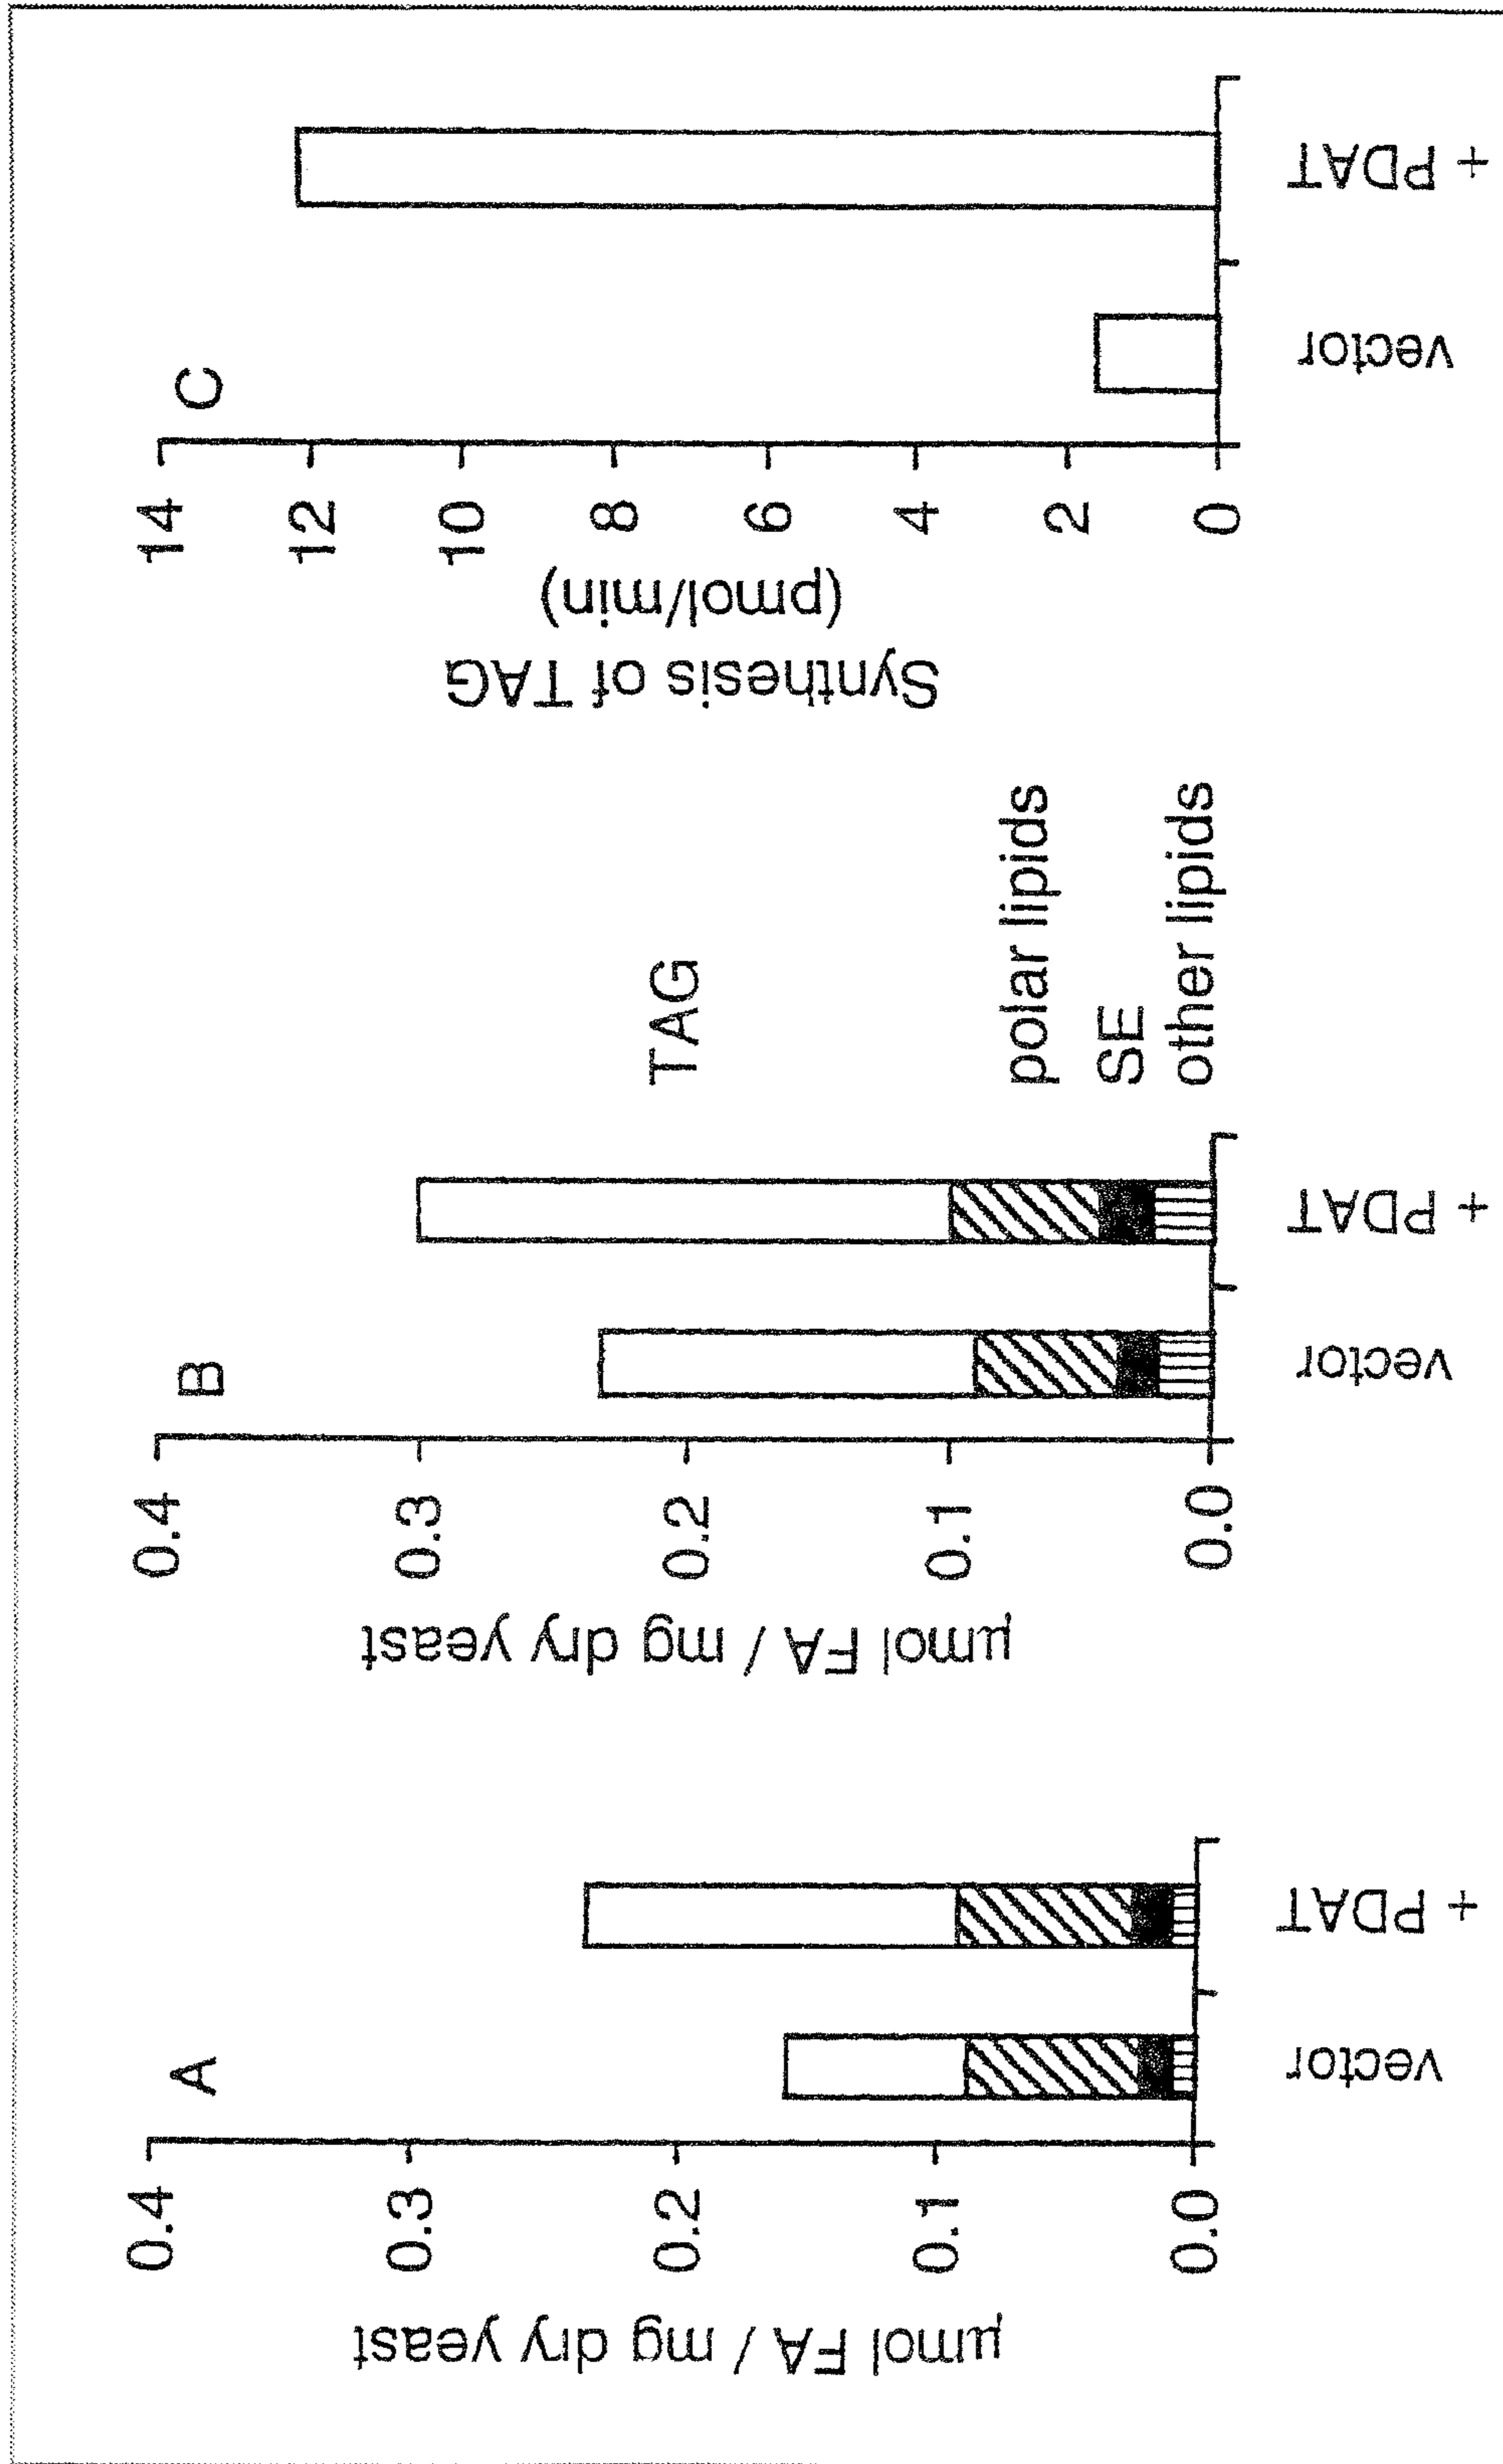 A
µmol FA / mg dry yeast
0.4
0.3
0.2
0.1
0.0
vector
+ PDAT
B
µmol FA / mg dry yeast
0.4
0.3
0.2
0.1
0.0
vector
+ PDAT
TAG
polar lipids
SE
other lipids
C
Synthesis of TAG
(pmol/min)
14
12
10
8
6
4
2
0
vector
+ PDAT